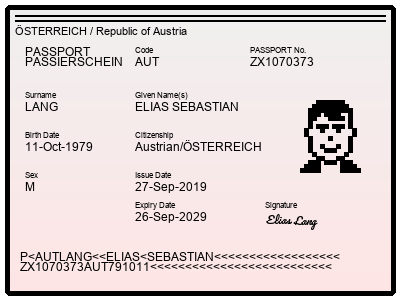 ÖSTERREICH / Republic of Austria
PASSPORT
PASSIERSCHEIN
Code
AUT
PASSPORT No.
ZX1070373
Surname
LANG
Given Name(s)
ELIAS SEBASTIAN
Birth Date
11-Oct-1979
Citizenship
Austrian/ÖSTERREICH
Sex
M
Issue Date
27-Sep-2019
Expiry Date
26-Sep-2029
Signature
Elias Lang
P<AUTLANG<<ELIAS<SEBASTIAN<<<<<<<<<<<<<<<<<<
ZX1070373AUT791011<<<<<<<<<<<<<<<<<<<<<<<<<<